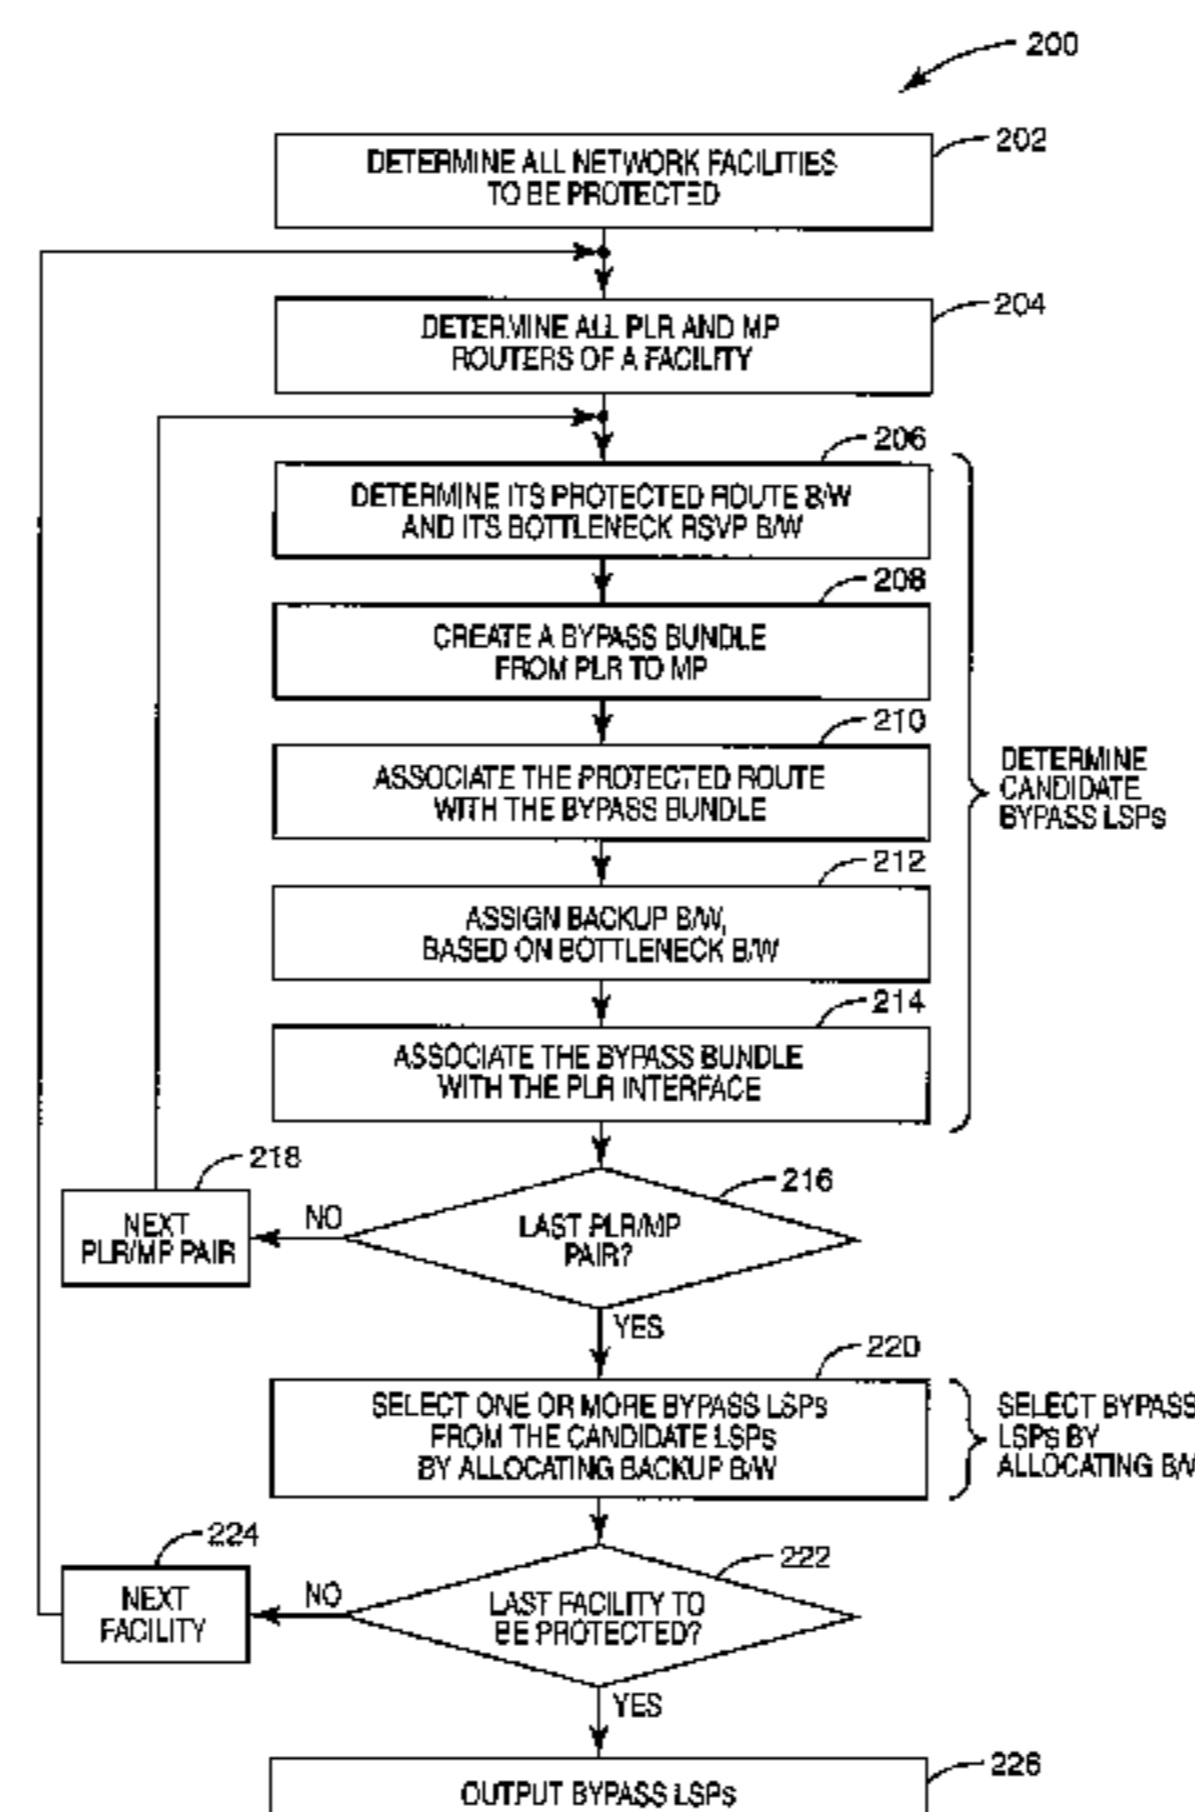 200
202
DETERMINE ALL NETWORK FACILITIES
TO BE PROTECTED
204
DETERMINE ALL PLR AND MP
ROUTERS OF A FACILITY
206
DETERMINE ITS PROTECTED ROUTE B/W
AND ITS BOTTLENECK RSVP B/W
208
CREATE A BYPASS BUNDLE
FROM PLR TO MP
210
ASSOCIATE THE PROTECTED ROUTE
WITH THE BYPASS BUNDLE
DETERMINE
CANDIDATE
BYPASS LSPs
212
ASSIGN BACKUP B/W,
BASED ON BOTTLENECK B/W
214
ASSOCIATE THE BYPASS BUNDLE
WITH THE PLR INTERFACE
218
NEXT
PLR/MP PAIR
NO
216
LAST PLR/MP
PAIR?
YES
220
SELECT ONE OR MORE BYPASS LSPs
FROM THE CANDIDATE LSPs
BY ALLOCATING BACKUP B/W
SELECT BYPASS
LSPs BY
ALLOCATING B/W
224
NEXT
FACILITY
NO
222
LAST FACILITY TO
BE PROTECTED?
YES
226
OUTPUT BYPASS LSPs